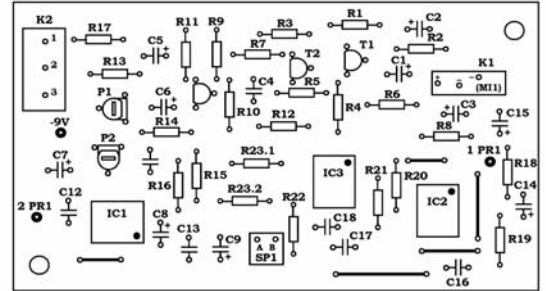 K2
1
2
3
R17
R13
P1
-9V
P2
C7
C12
2 PR1
IC1
C5
+
R11
R9
C6
+
R14
R16
R15
C8
+
C13
C9
+
R3
R7
T2
C4
R5
R10
R12
R23.1
R23.2
R22
A B
SP1
R1
T1
C2
+
R2
C1
+
R4
R6
K1
+ - -
(MI1)
C3
+
R8
C15
+
1 PR1
IC3
R21
R20
IC2
R18
C14
+
R19
C18
C17
C16